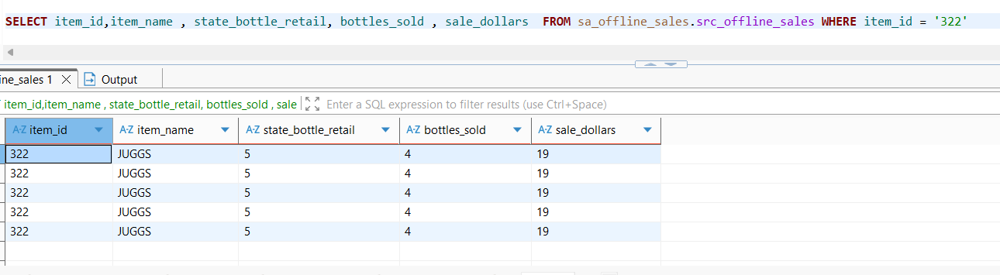 SELECT item_id,item_name , state_bottle_retail, bottles_sold , sale_dollars FROM sa_offline_sales.src_offline_sales WHERE item_id = '322'
ine_sales 1 Output
item_id,item_name , state_bottle_retail, bottles_sold , sale Enter a SQL expression to filter results (use Ctrl+Space)
A-Z item_id A-Z item_name A-Z state_bottle_retail A-Z bottles_sold A-Z sale_dollars
322 JUGGS 5 4 19
322 JUGGS 5 4 19
322 JUGGS 5 4 19
322 JUGGS 5 4 19
322 JUGGS 5 4 19